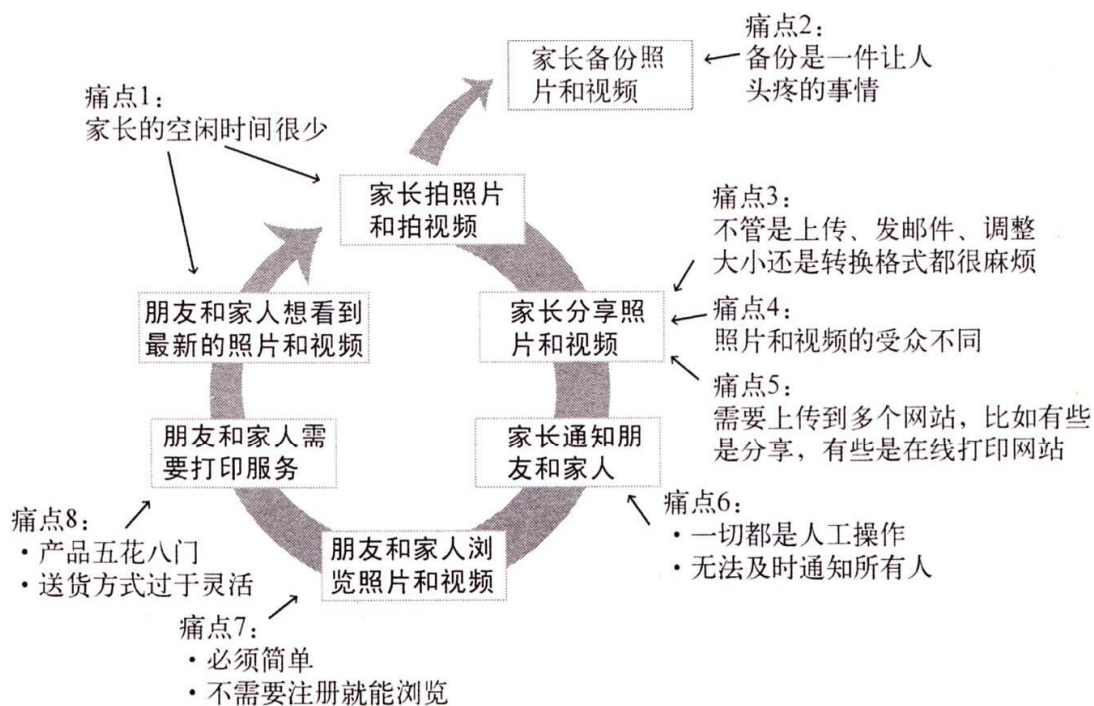 痛点2：
备份是一件让人
头疼的事情
家长备份照
片和视频
痛点1：
家长的空闲时间很少
家长拍照片
和拍视频
痛点3：
不管是上传、发邮件、调整
大小还是转换格式都很麻烦
朋友和家人想看到
最新的照片和视频
家长分享照
片和视频
痛点4：
照片和视频的受众不同
痛点5：
需要上传到多个网站，比如有些
是分享，有些是在线打印网站
朋友和家人需
要打印服务
家长通知朋
友和家人
痛点6：
·一切都是人工操作
·无法及时通知所有人
痛点8：
·产品五花八门
·送货方式过于灵活
朋友和家人浏
览照片和视频
痛点7：
·必须简单
·不需要注册就能浏览